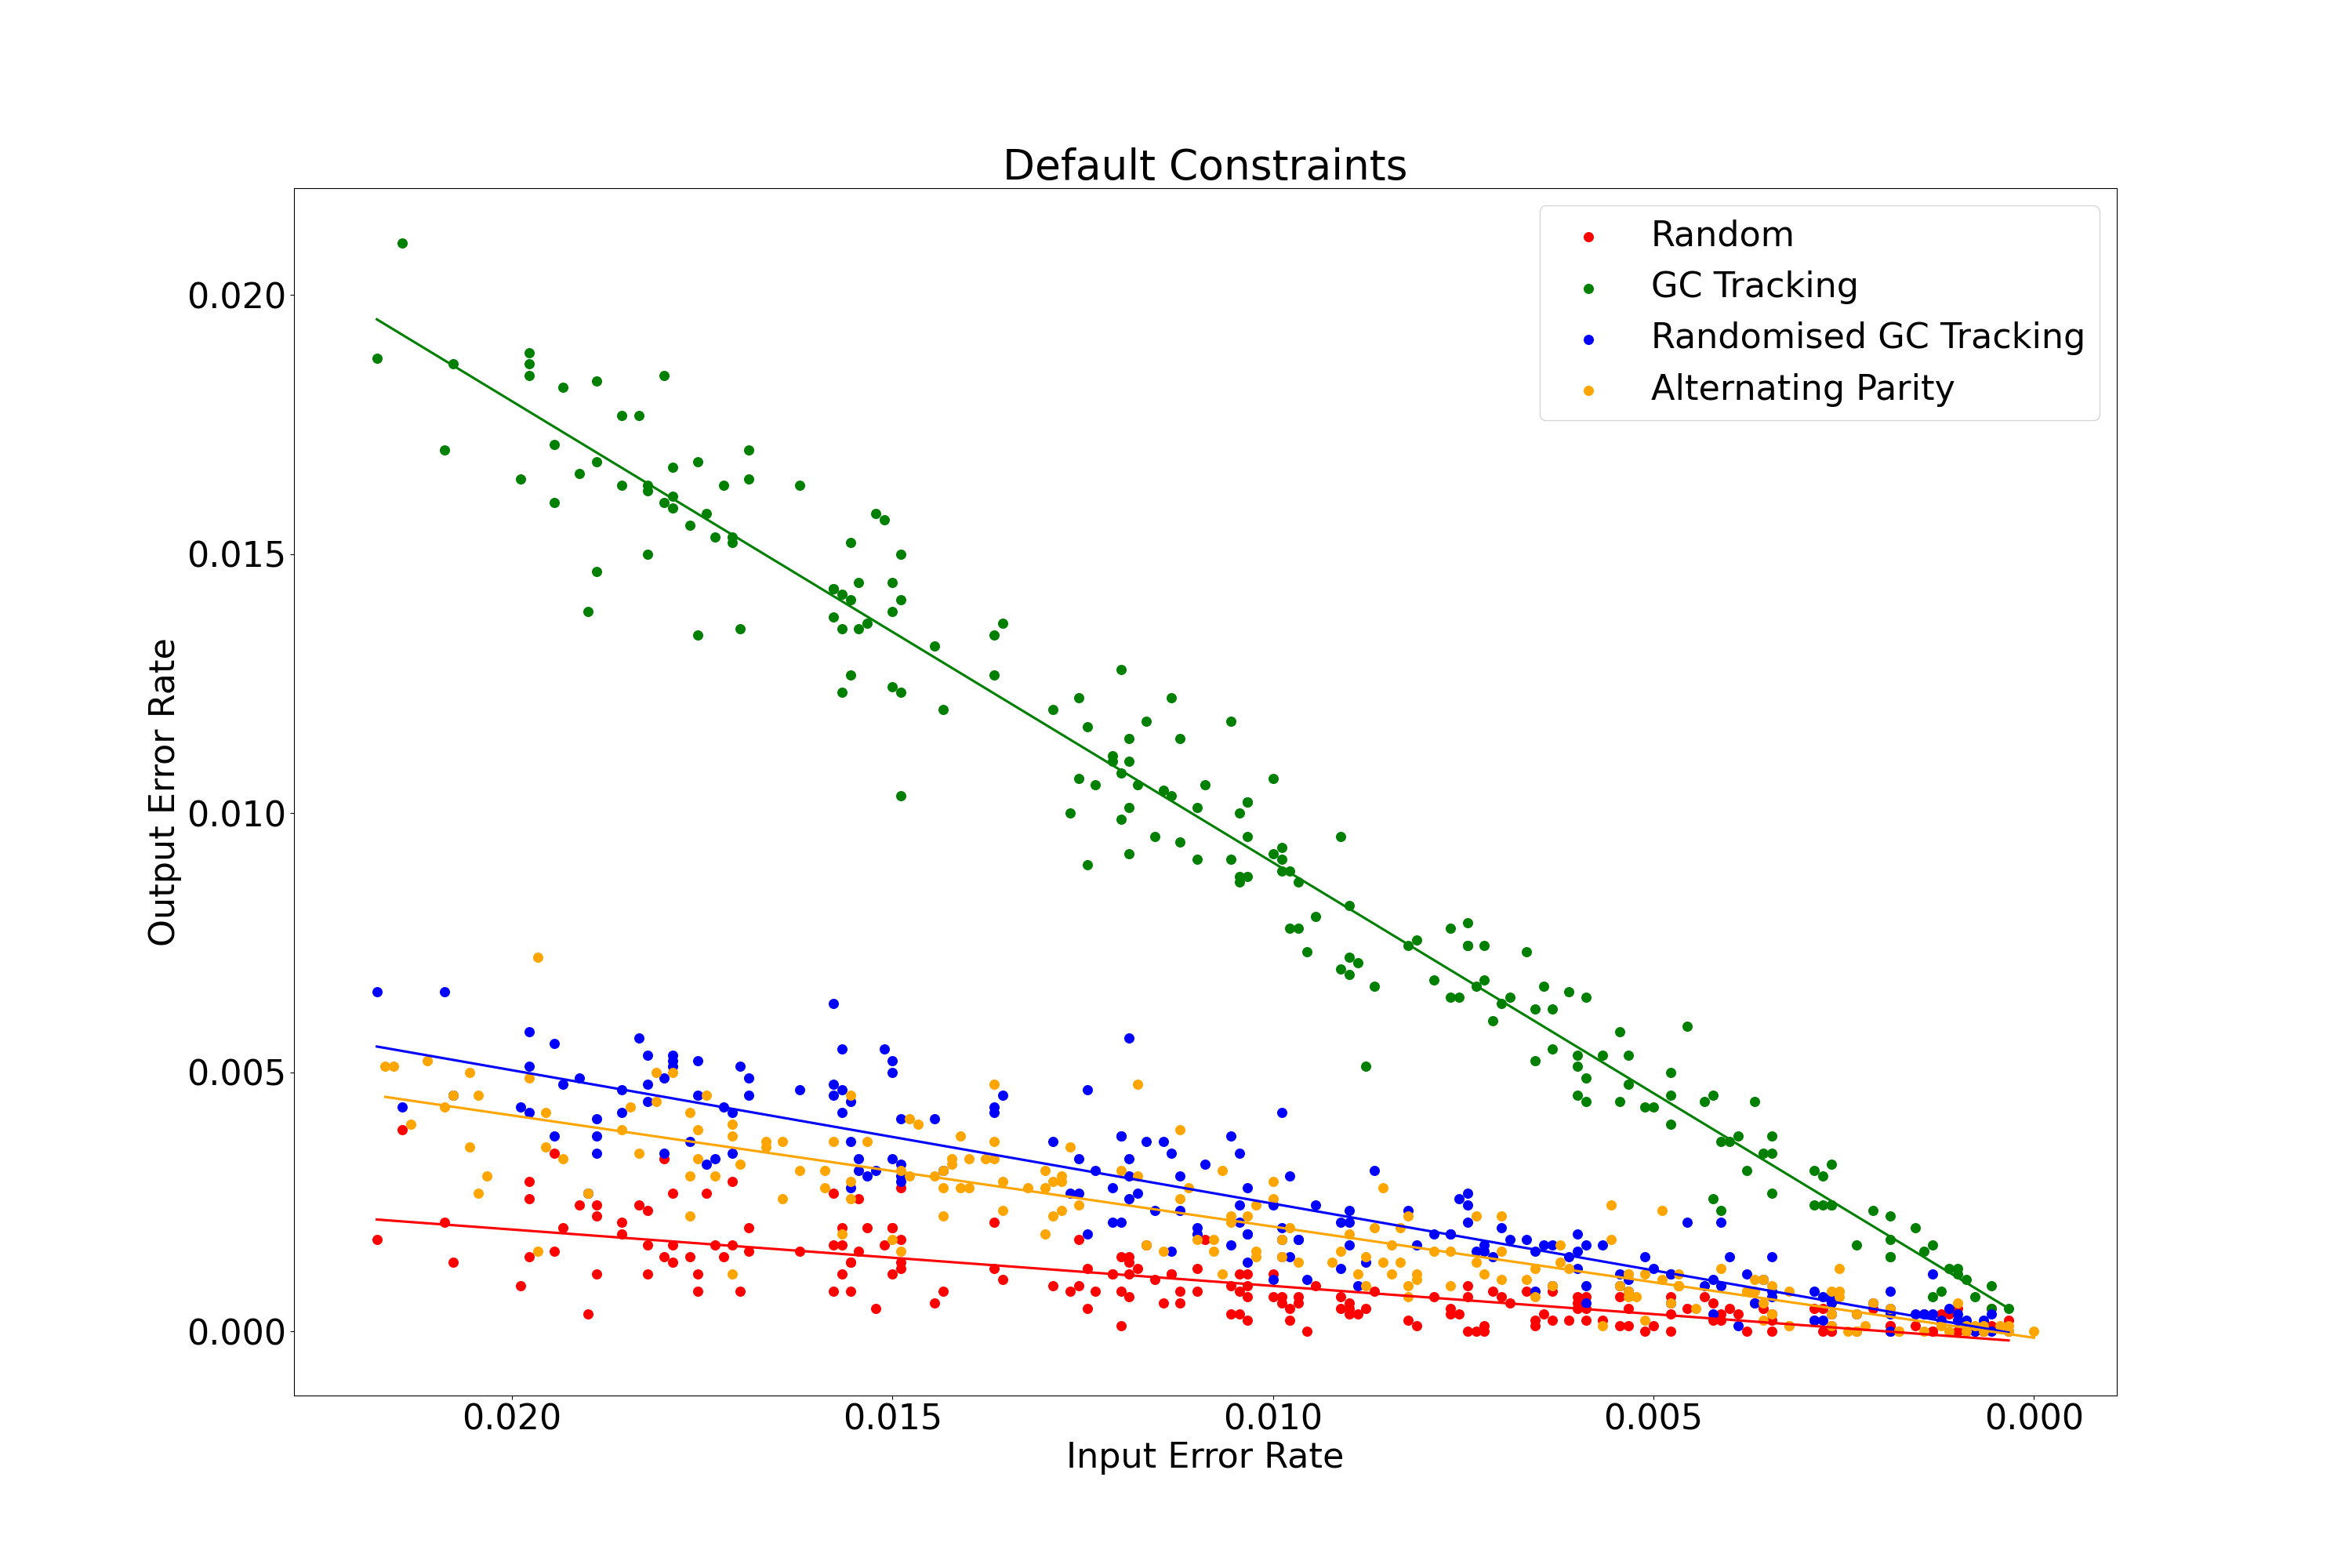 Default Constraints
Random
GC Tracking
Randomised GC Tracking
Alternating Parity
0.020
0.015
0.010
0.005
0.000
Output Error Rate
0.020 0.015 0.010 0.005 0.000
Input Error Rate